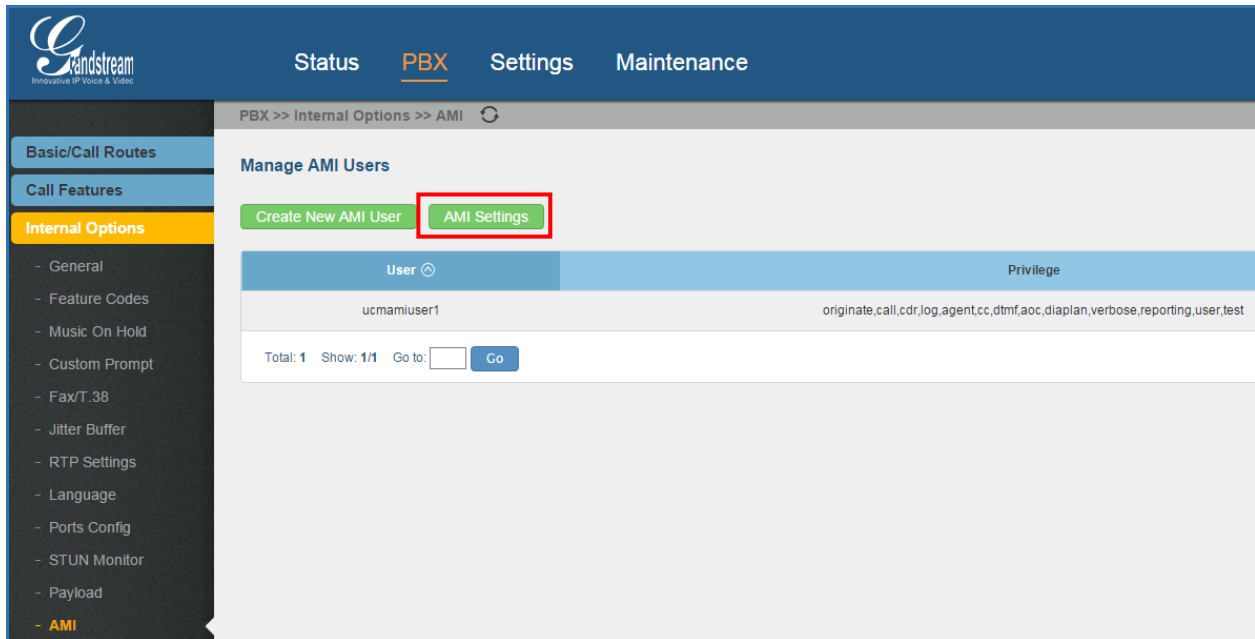 Grandstream
Innovative IP Voice & Video
Status PBX Settings Maintenance
PBX >> Internal Options >> AMI
Basic/Call Routes
Call Features
Internal Options
- General
- Feature Codes
- Music On Hold
- Custom Prompt
- Fax/T.38
- Jitter Buffer
- RTP Settings
- Language
- Ports Config
- STUN Monitor
- Payload
- AMI
Manage AMI Users
Create New AMI User AMI Settings
User Privilege
ucmamiuser1 originate,call,cdr,log,agent,cc,dtmf,aoc,diaplan,verbose,reporting,user,test
Total: 1 Show: 1/1 Go to: Go